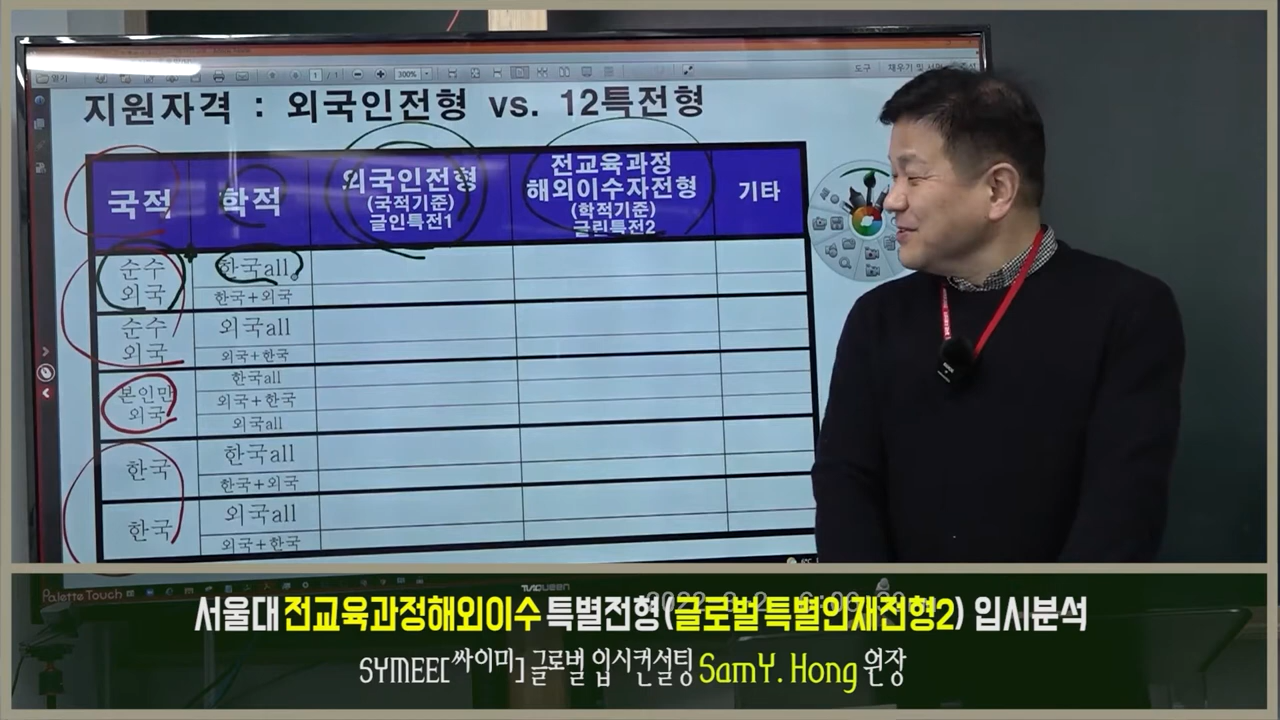 1 / 1
300%
도구
지원자격 : 외국인전형 vs. 12특전형
국적
학적
외국인전형
(국적기준)
글인특전1
전교육과정
해외이수자전형
(학적기준)
글린특전2
기타
순수
외국
한국all
한국+외국
순수
외국
외국all
외국+한국
본인만
외국
한국all
외국+한국
외국all
한국
한국all
한국+외국
한국
외국all
외국+한국
PaletteTouch
서울대 전교육과정해외이수 특별전형 (글로벌특별인재전형2) 입시분석
SYMEE[싸이미] 글로벌 입시컨설팅 Sam Y. Hong 원장